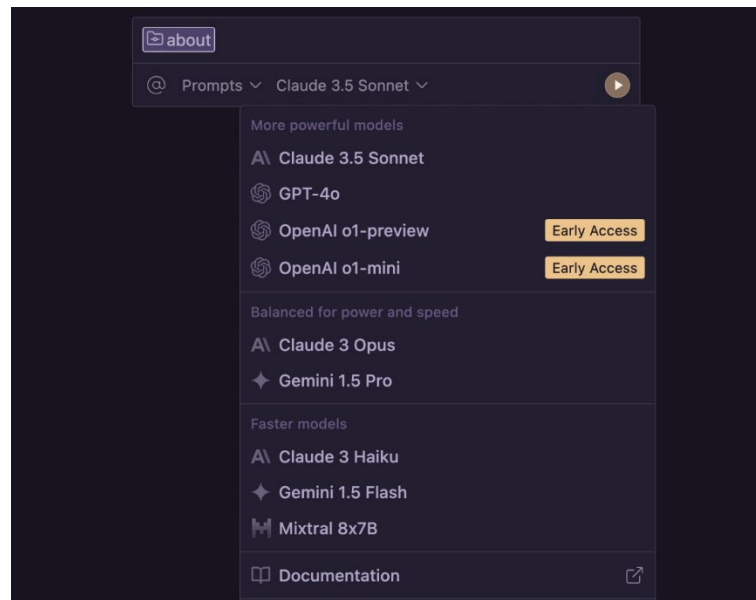 about
@ Prompts Claude 3.5 Sonnet
More powerful models
Claude 3.5 Sonnet
GPT-4o
OpenAI o1-preview Early Access
OpenAI o1-mini Early Access
Balanced for power and speed
Claude 3 Opus
Gemini 1.5 Pro
Faster models
Claude 3 Haiku
Gemini 1.5 Flash
Mixtral 8x7B
Documentation